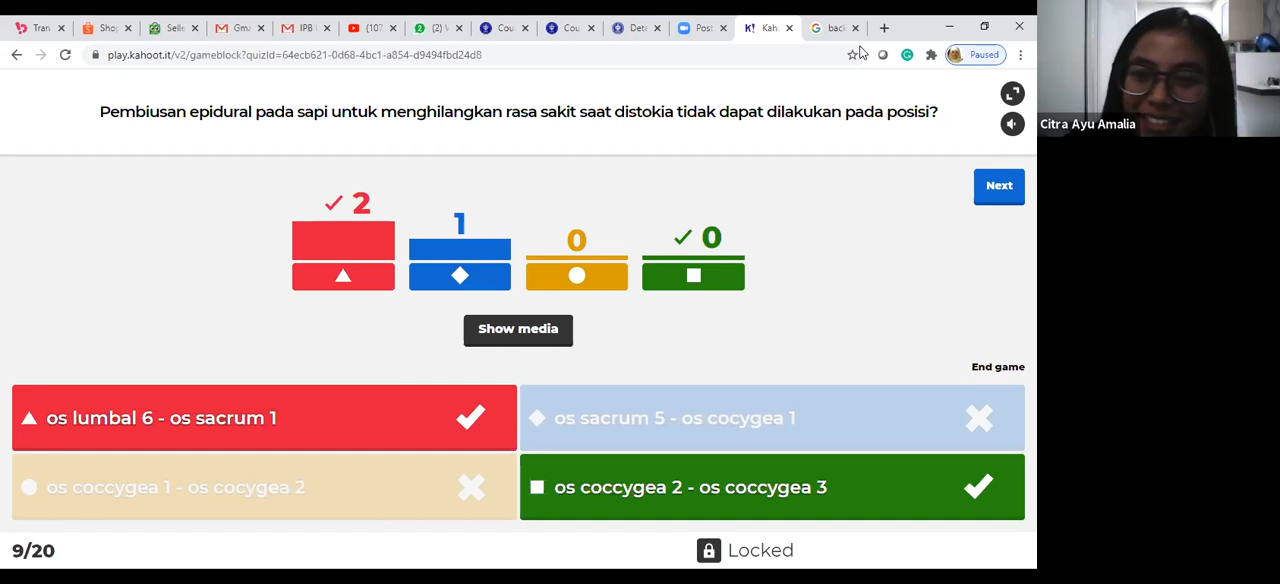 Tran
Shop
Selle
Gma
IPB
(107
(2) V
Cou
Cou
Deta
Post
Kah
back
play.kahoot.it/v2/gameblock?quizId=64ecb621-0d68-4bc1-a854-d9494fbd24d8
Paused
Citra Ayu Amalia
Pembiusan epidural pada sapi untuk menghilangkan rasa sakit saat distokia tidak dapat dilakukan pada posisi?
Next
2
1
0
0
Show media
End game
os lumbal 6 - os sacrum 1
os sacrum 5 - os cocygea 1
os coccygea 1 - os cocygea 2
os coccygea 2 - os coccygea 3
9/20
Locked